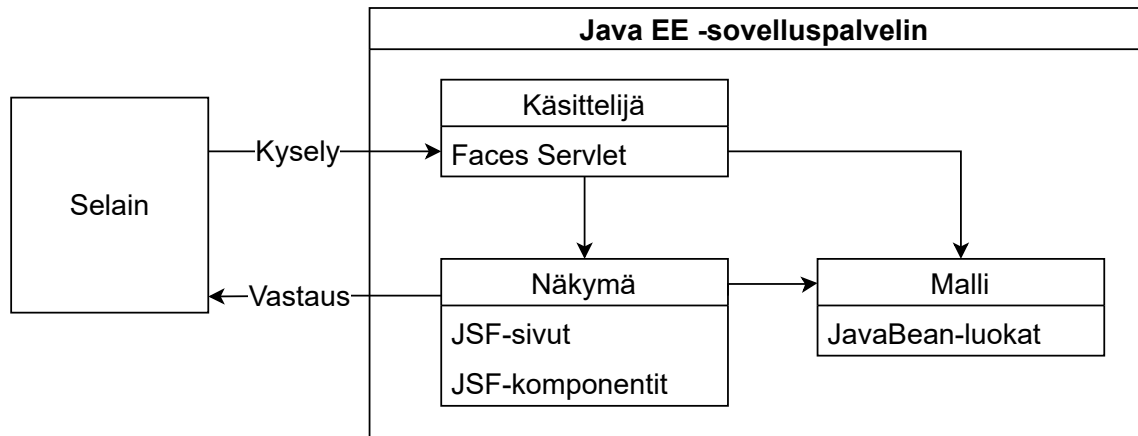 Java EE -sovelluspalvelin
Käsittelijä
Kysely
Faces Servlet
Selain
Näkymä
Malli
Vastaus
JSF-sivut
JavaBean-luokat
JSF-komponentit